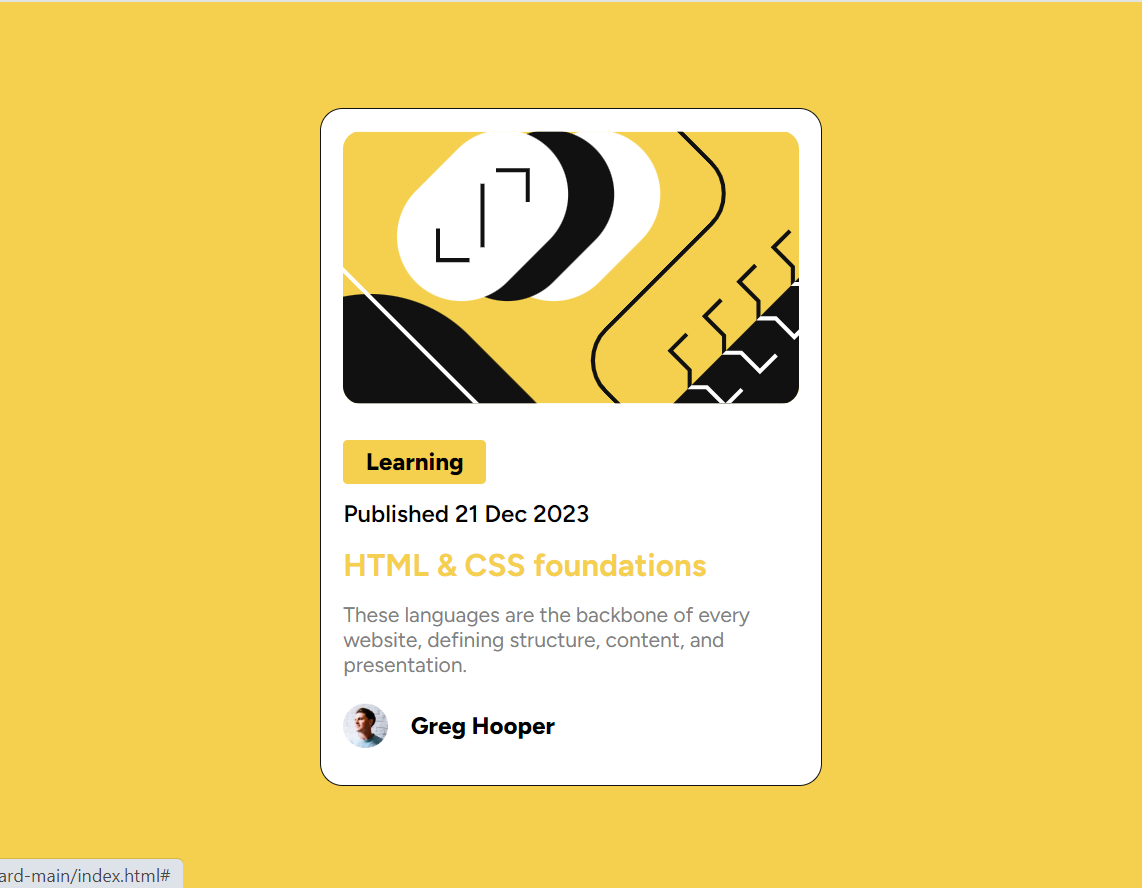 Learning
Published 21 Dec 2023
HTML & CSS foundations
These languages are the backbone of every
website, defining structure, content, and
presentation.
Greg Hooper
ard-main/index.html#